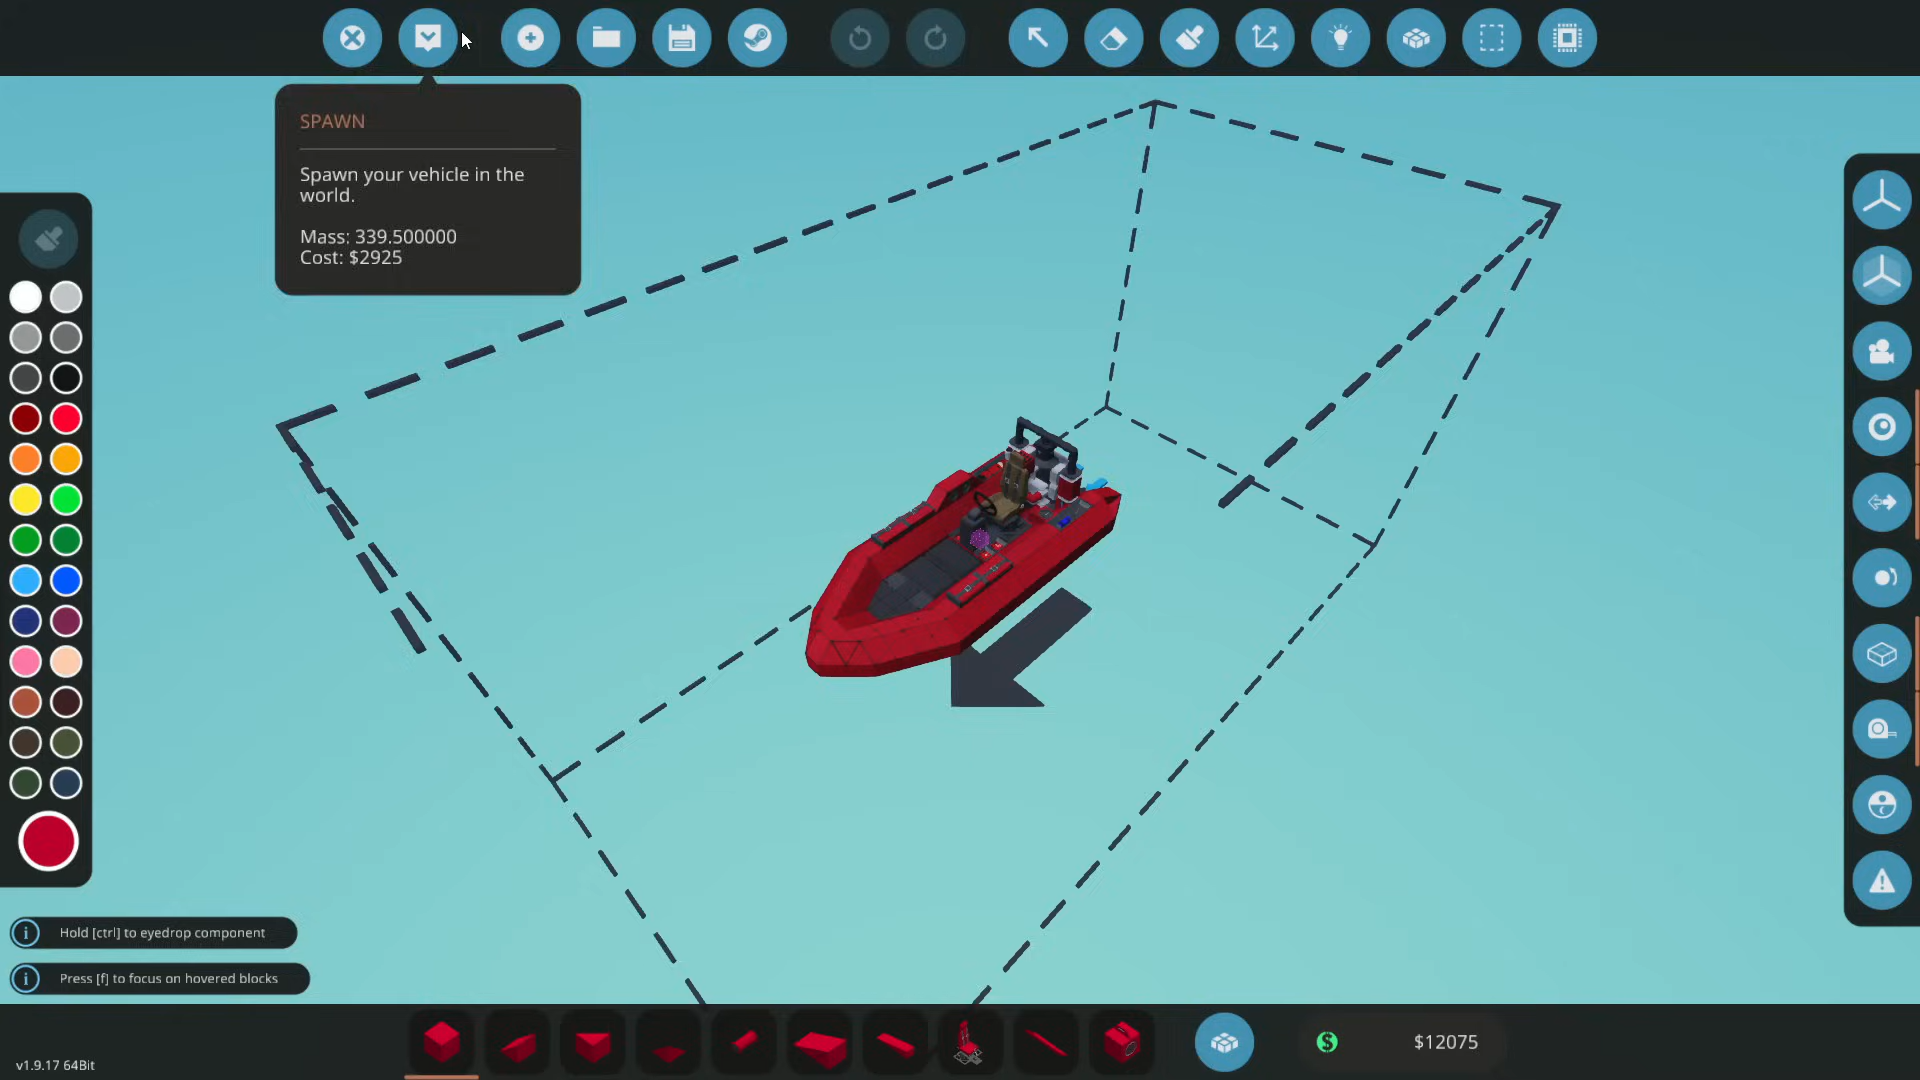 SPAWN
Spawn your vehicle in the
world.
Mass: 339.500000
Cost: $2925
Hold [ctrl] to eyedrop component
Press [f] to focus on hovered blocks
$12075
v1.9.17 64Bit